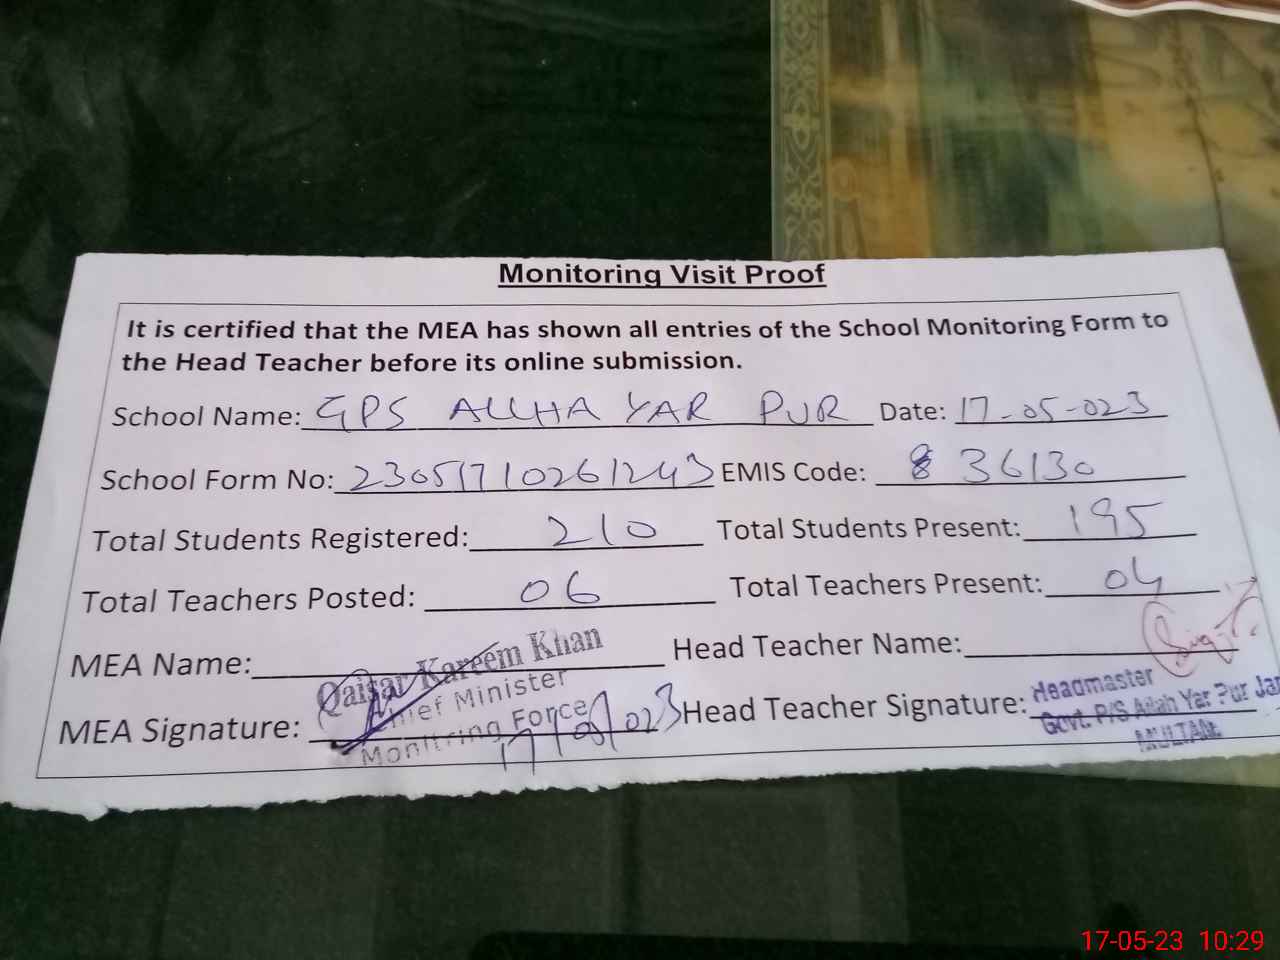 Monitoring Visit Proof
It is certified that the MEA has shown all entries of the School Monitoring Form to
the Head Teacher before its online submission.
School Name: GPS ALLHA YAR PUR Date: 17-05-023
School Form No: 23051710261243 EMIS Code: 836130
Total Students Registered: 210 Total Students Present: 195
Total Teachers Posted: 06 Total Teachers Present: 04
MEA Name: Qaisar Kareem Khan Head Teacher Name:
Chief Minister
MEA Signature: Monitring Force Head Teacher Signature: Headmaster
17/05/023 Govt. P/S Allah Yar Pur
MULTAN
17-05-23 10:29